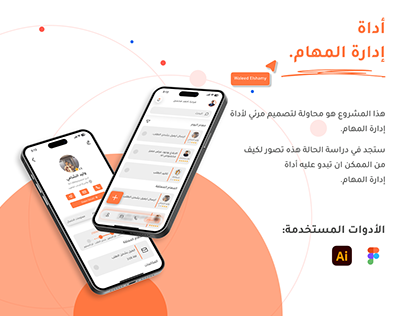 أداة
إدارة المهام.
Waleed Elshamy
هذا المشروع هو محاولة لتصميم مرئي لأداة
إدارة المهام.
ستجد في دراسة الحالة هذه تصور لكيف
من الممكن ان تبدو عليه أداة
إدارة المهام.
الأدوات المستخدمة:
Ai